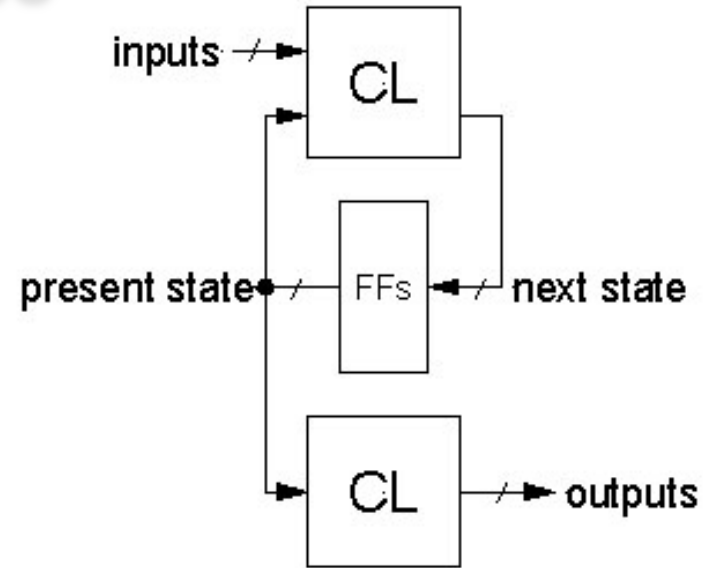 inputs
CL
present state
FFs
next state
CL
outputs